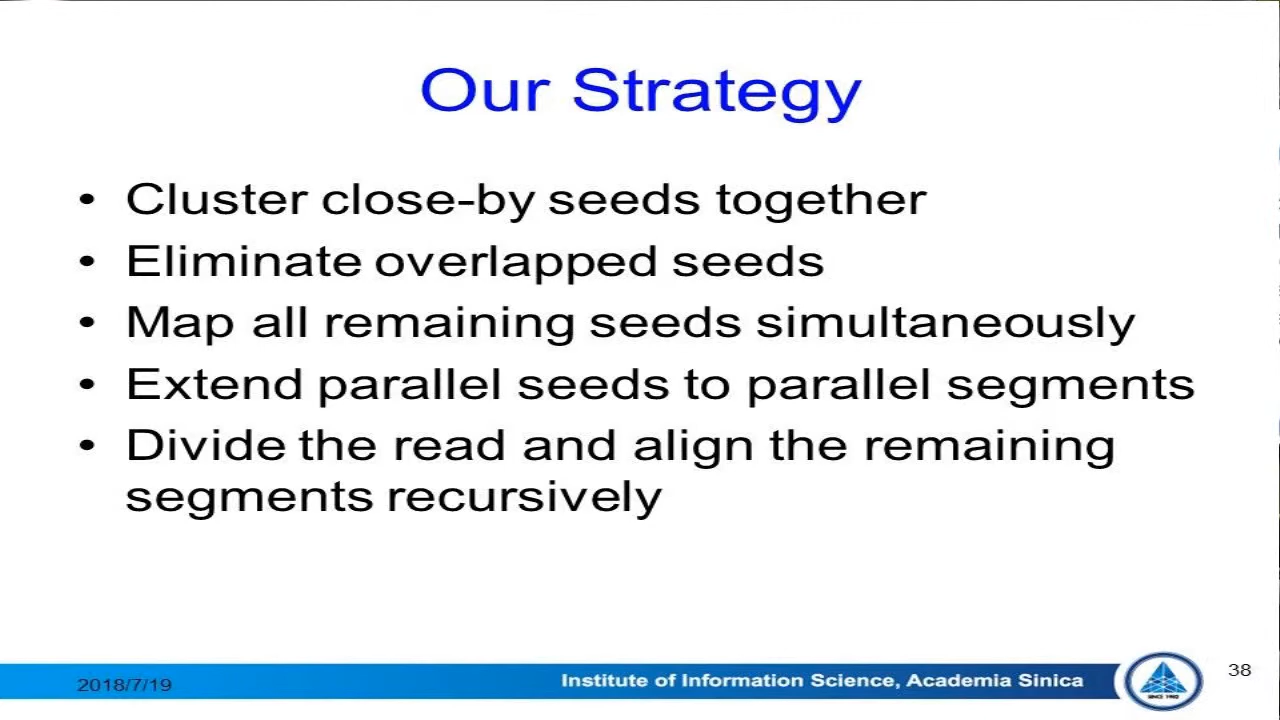 Our Strategy
• Cluster close-by seeds together
• Eliminate overlapped seeds
• Map all remaining seeds simultaneously
• Extend parallel seeds to parallel segments
• Divide the read and align the remaining
segments recursively
2018/7/19
Institute of Information Science, Academia Sinica
SINCE 1982
38